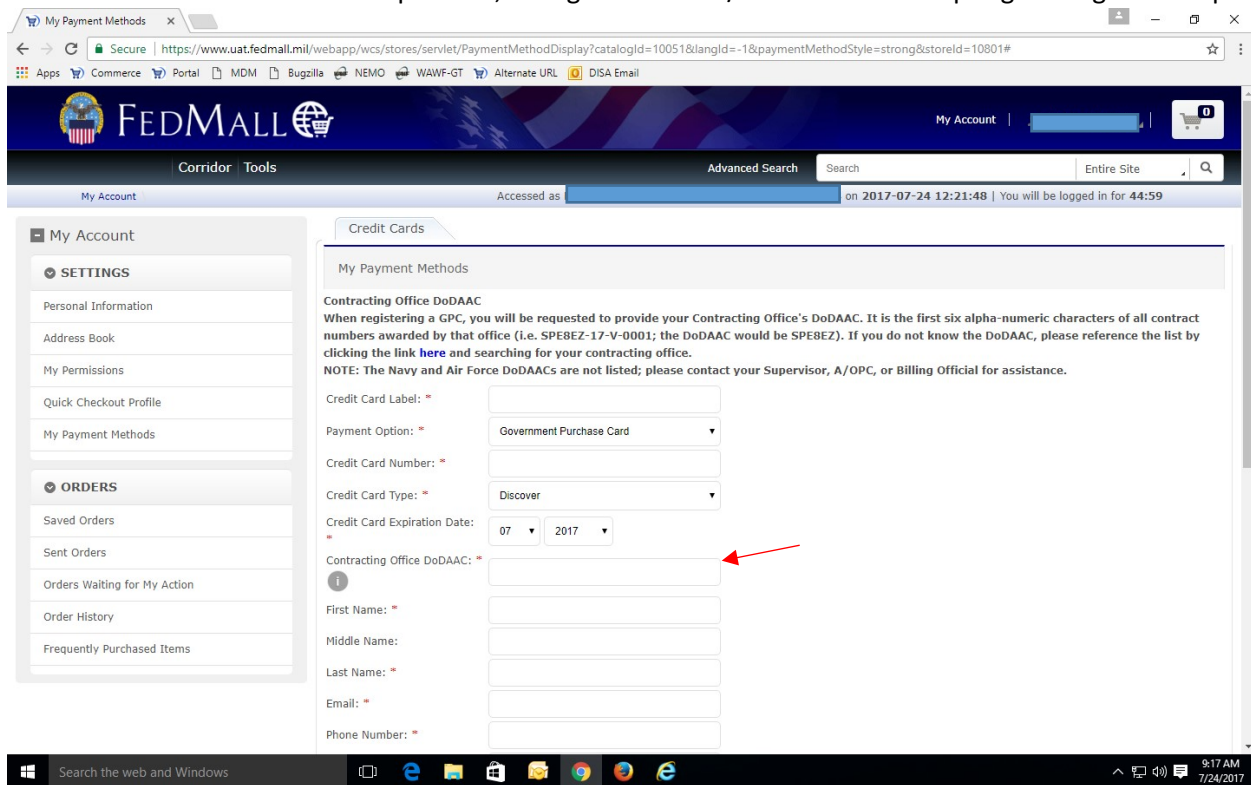 My Payment Methods
Secure | https://www.uat.fedmall.mil/webapp/wcs/stores/servlet/PaymentMethodDisplay?catalogId=10051&langId=-1&paymentMethodStyle=strong&storeId=10801#
Apps Commerce Portal MDM Bugzilla NEMO WAWF-GT Alternate URL DISA Email
FEDMALL
My Account |
|
0
Corridor Tools
Advanced Search Search Entire Site
My Account
Accessed as on 2017-07-24 12:21:48 | You will be logged in for 44:59
My Account
SETTINGS
Personal Information
Address Book
My Permissions
Quick Checkout Profile
My Payment Methods
ORDERS
Saved Orders
Sent Orders
Orders Waiting for My Action
Order History
Frequently Purchased Items
Credit Cards
My Payment Methods
Contracting Office DoDAAC
When registering a GPC, you will be requested to provide your Contracting Office's DoDAAC. It is the first six alpha-numeric characters of all contract
numbers awarded by that office (i.e. SPE8EZ-17-V-0001; the DoDAAC would be SPE8EZ). If you do not know the DoDAAC, please reference the list by
clicking the link here and searching for your contracting office.
NOTE: The Navy and Air Force DoDAACs are not listed; please contact your Supervisor, A/OPC, or Billing Official for assistance.
Credit Card Label: *
Payment Option: * Government Purchase Card
Credit Card Number: *
Credit Card Type: * Discover
Credit Card Expiration Date: * 07 2017
Contracting Office DoDAAC: *
i
First Name: *
Middle Name:
Last Name: *
Email: *
Phone Number: *
Search the web and Windows
9:17 AM
7/24/2017